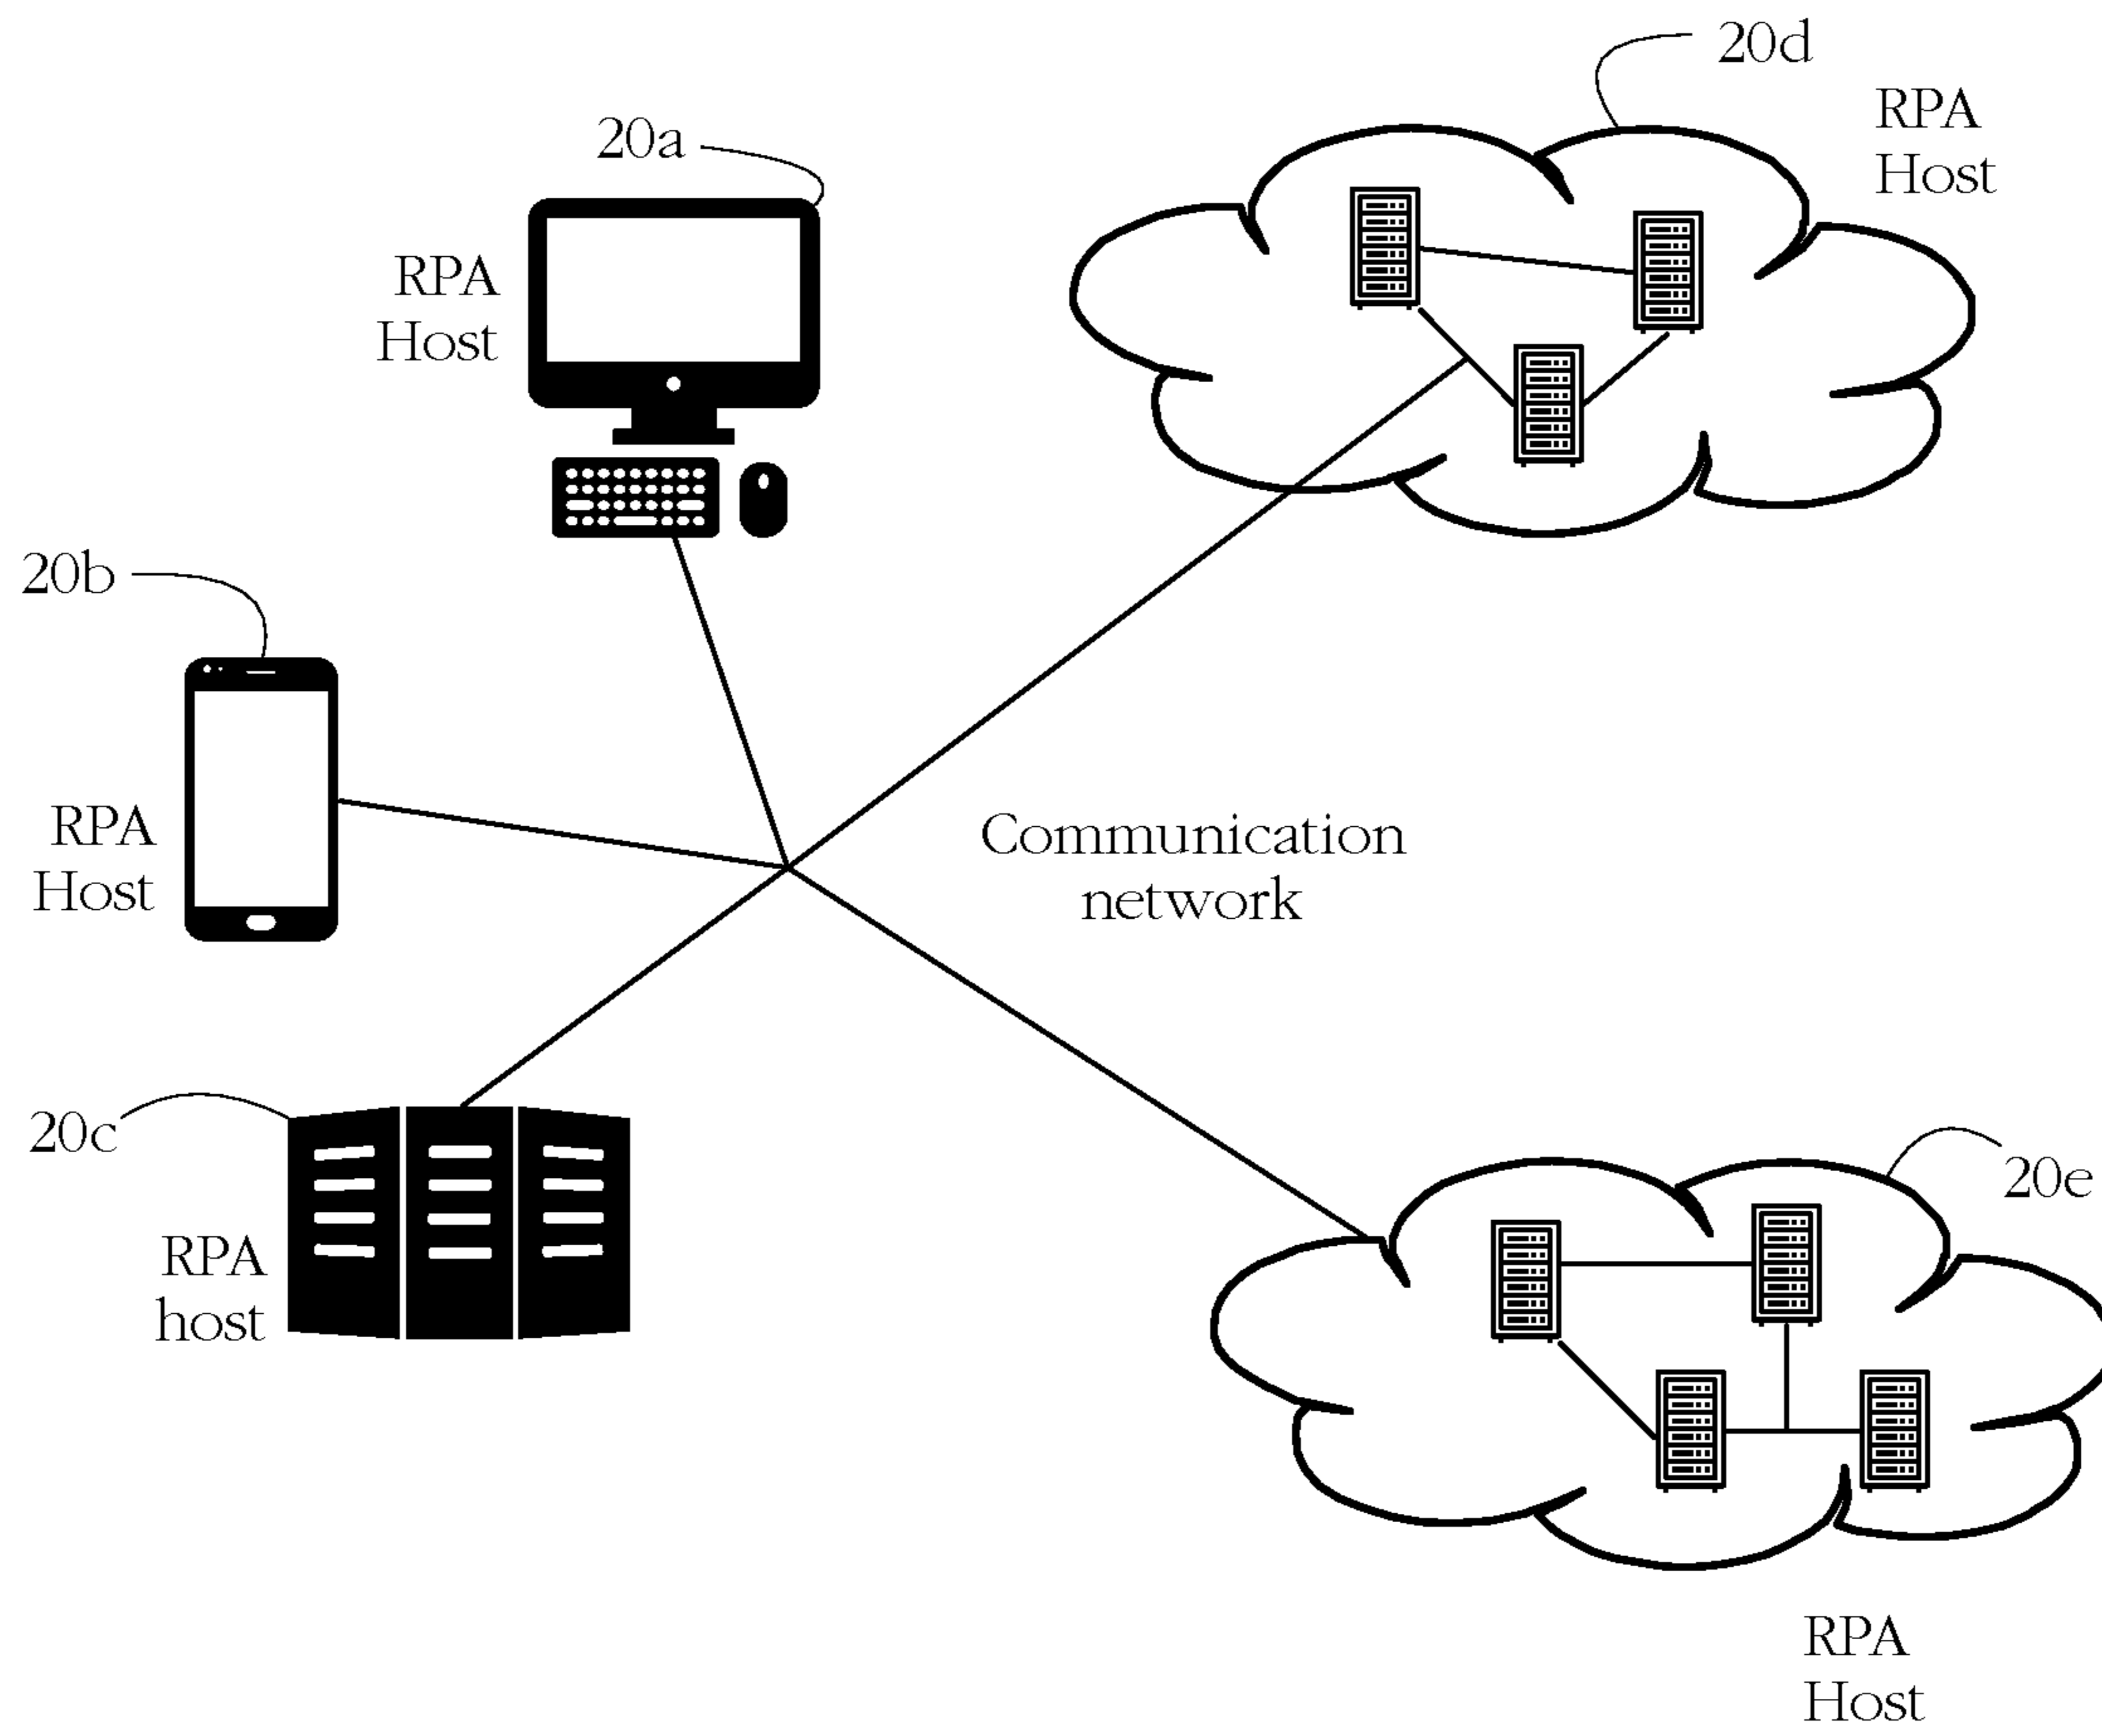 20d
RPA
Host
20a
RPA
Host
20b
RPA
Host
Communication
network
20c
RPA
host
20e
RPA
Host